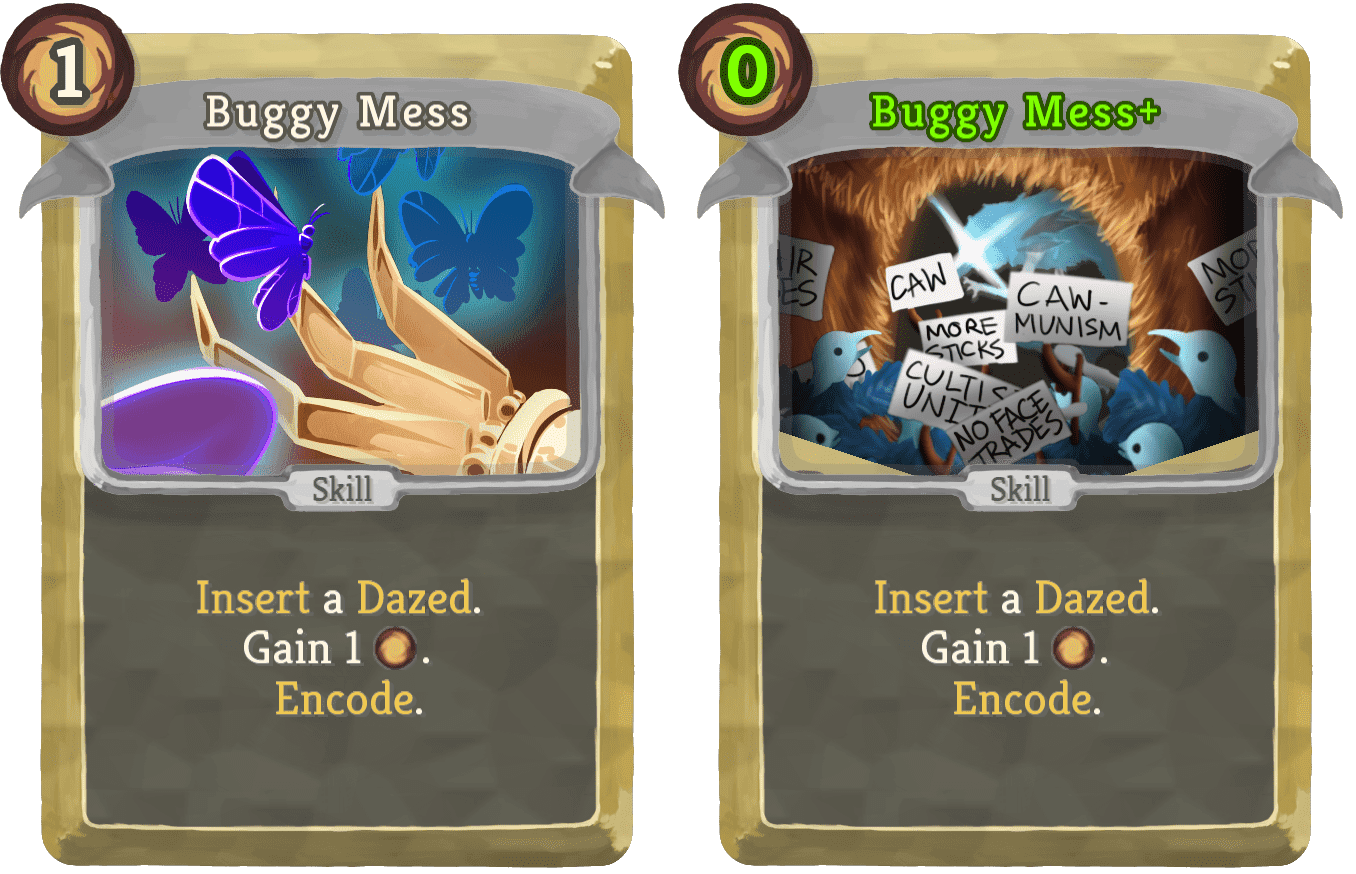 1
Buggy Mess
Skill
Insert a Dazed.
Gain 1 .
Encode.
0
Buggy Mess+
CAW
CAW-
MUNISM
MORE
STICKS
NO FACE
TRADES
Skill
Insert a Dazed.
Gain 1 .
Encode.